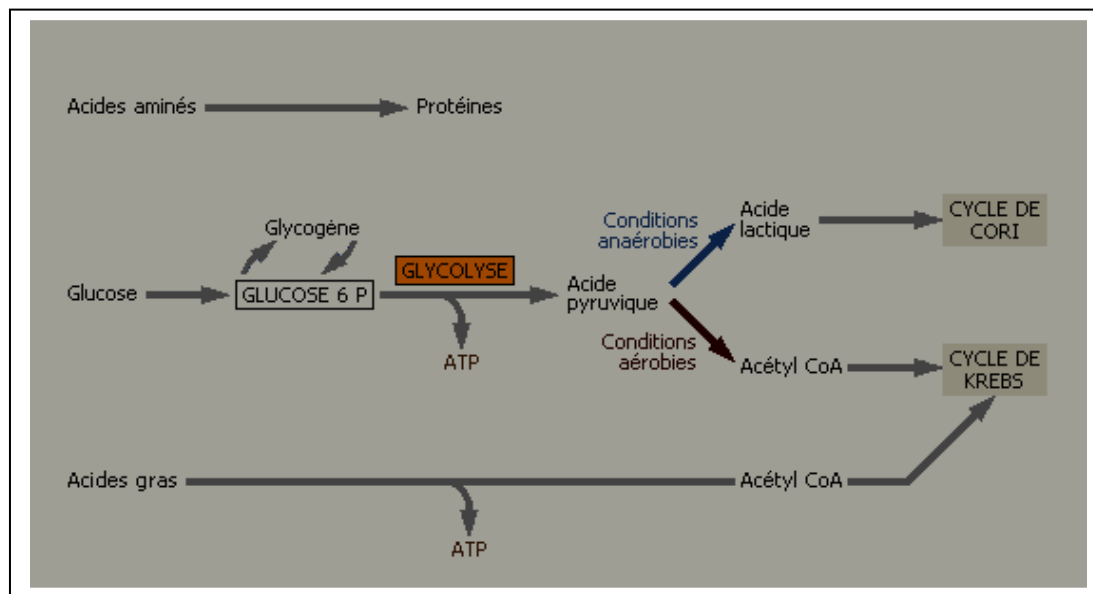 Acides aminés
Protéines
Glycogène
Glucose
GLUCOSE 6 P
GLYCOLYSE
ATP
Acide
pyruvique
Conditions
anaérobies
Acide
lactique
CYCLE DE
CORI
Conditions
aérobies
Acétyl CoA
CYCLE DE
KREBS
Acides gras
ATP
Acétyl CoA